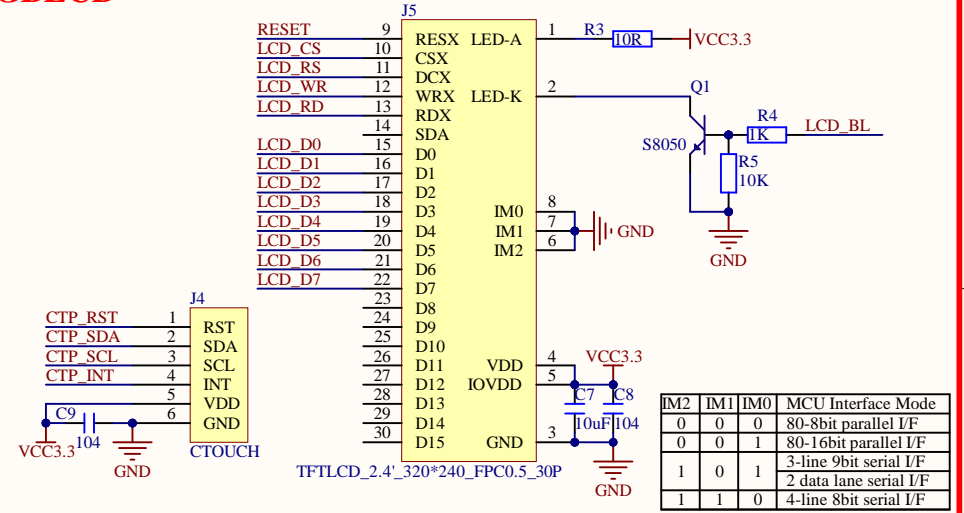 J5
RESET 9 RESX LED-A 1 R3 10R VCC3.3
LCD_CS 10 CSX
LCD_RS 11 DCX
LCD_WR 12 WRX LED-K 2 Q1
LCD_RD 13 RDX
14 SDA S8050 R4 1K LCD_BL
LCD_D0 15 D0
LCD_D1 16 D1 R5
LCD_D2 17 D2 10K
LCD_D3 18 D3 IM0 8
LCD_D4 19 D4 IM1 7 GND
LCD_D5 20 D5 IM2 6
GND
LCD_D6 21 D6
LCD_D7 22 D7
23 D8
24 D9
25 D10
26 D11 VDD 4 VCC3.3
27 D12 IOVDD 5
28 D13 C7 C8
29 D14 10uF 104
30 D15 GND 3
GND
TFTLCD_2.4'_320*240_FPC0.5_30P
J4
CTP_RST 1 RST
CTP_SDA 2 SDA
CTP_SCL 3 SCL
CTP_INT 4 INT
5 VDD
C9 6 GND
104
VCC3.3
GND
CTOUCH
IM2 IM1 IM0 MCU Interface Mode
0 0 0 80-8bit parallel I/F
0 0 1 80-16bit parallel I/F
1 0 1 3-line 9bit serial I/F
2 data lane serial I/F
1 1 0 4-line 8bit serial I/F